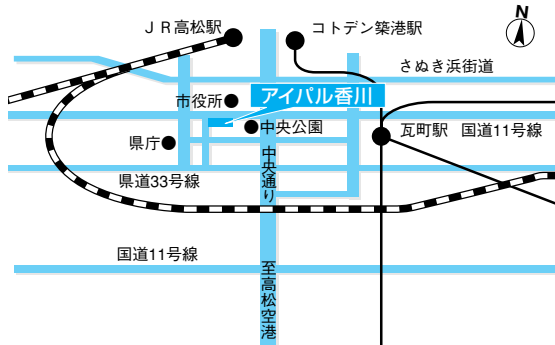 ＪＲ高松駅
コトデン築港駅
N
さぬき浜街道
市役所
アイパル香川
中央公園
県庁
瓦町駅 国道11号線
県道33号線
中央通り
国道11号線
至高松空港